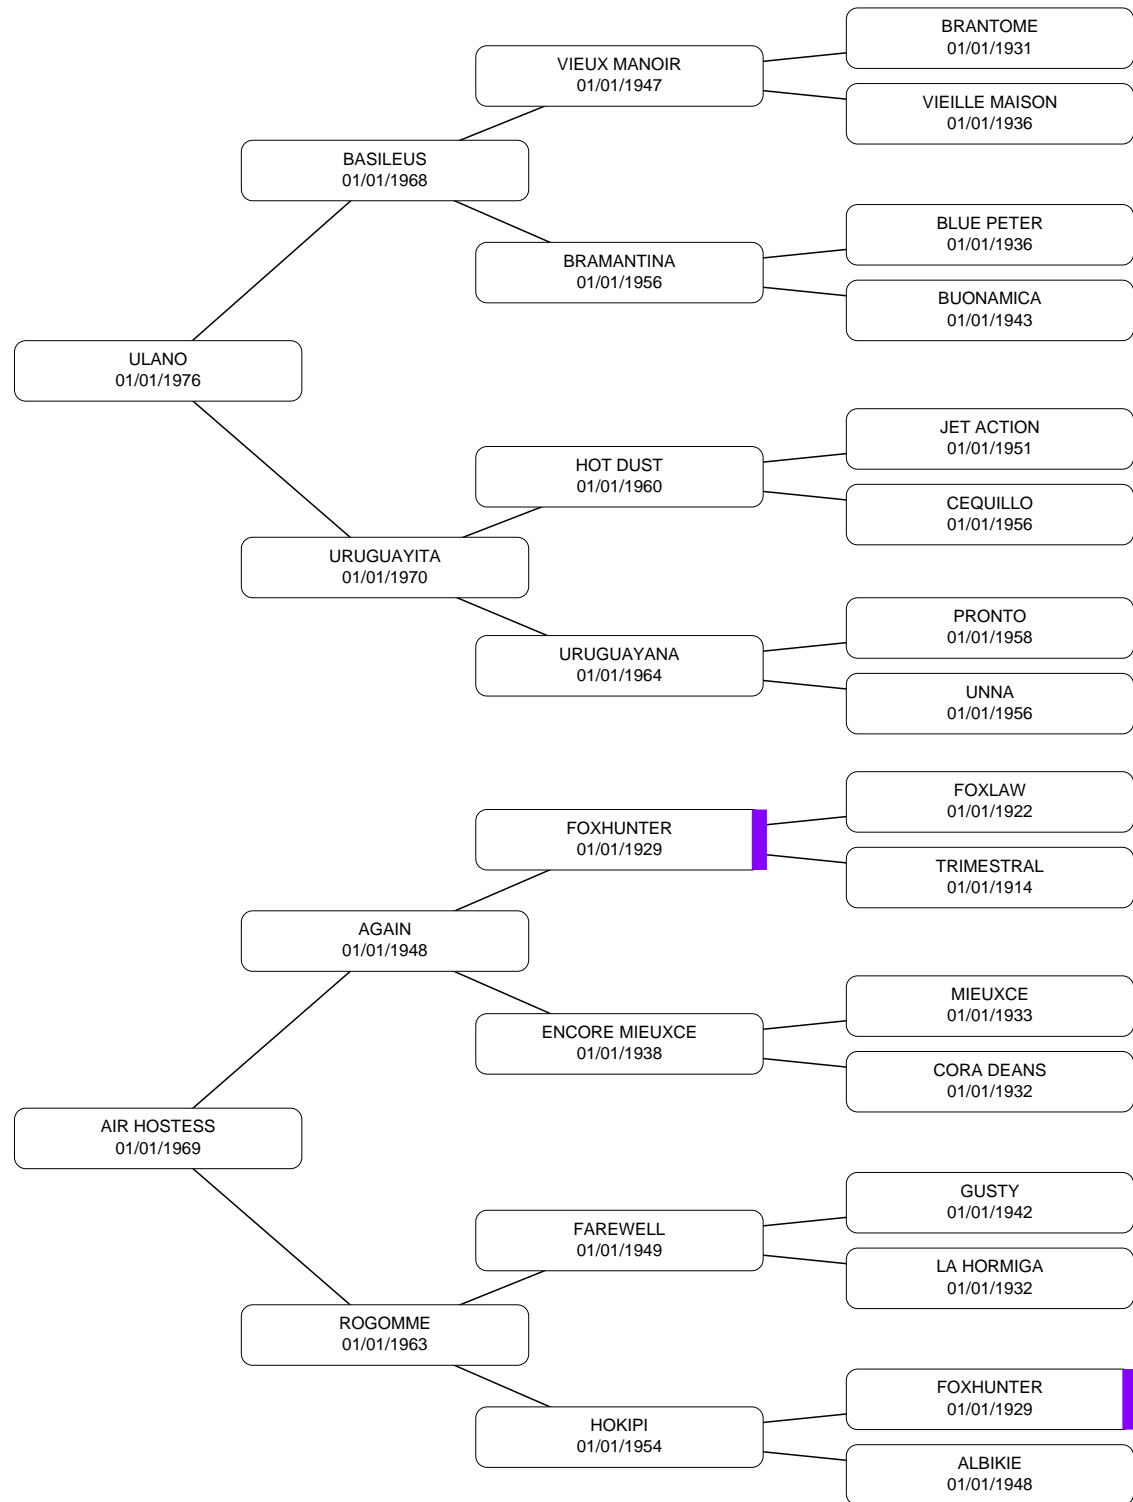 BRANTOME
01/01/1931
VIEUX MANOIR
01/01/1947
VIEILLE MAISON
01/01/1936
BASILEUS
01/01/1968
BLUE PETER
01/01/1936
BRAMANTINA
01/01/1956
BUONAMICA
01/01/1943
ULANO
01/01/1976
JET ACTION
01/01/1951
HOT DUST
01/01/1960
CEQUILLO
01/01/1956
URUGUAYITA
01/01/1970
PRONTO
01/01/1958
URUGUAYANA
01/01/1964
UNNA
01/01/1956
FOXLAW
01/01/1922
FOXHUNTER
01/01/1929
TRIMESTRAL
01/01/1914
AGAIN
01/01/1948
MIEUXCE
01/01/1933
ENCORE MIEUXCE
01/01/1938
CORA DEANS
01/01/1932
AIR HOSTESS
01/01/1969
GUSTY
01/01/1942
FAREWELL
01/01/1949
LA HORMIGA
01/01/1932
ROGOMME
01/01/1963
FOXHUNTER
01/01/1929
HOKIPI
01/01/1954
ALBIKIE
01/01/1948